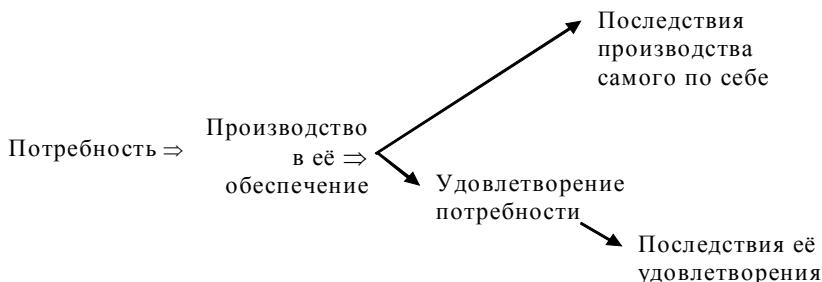 Последствия
производства
самого по себе
Потребность ⇒
Производство
в её ⇒
обеспечение
Удовлетворение
потребности
Последствия её
удовлетворения